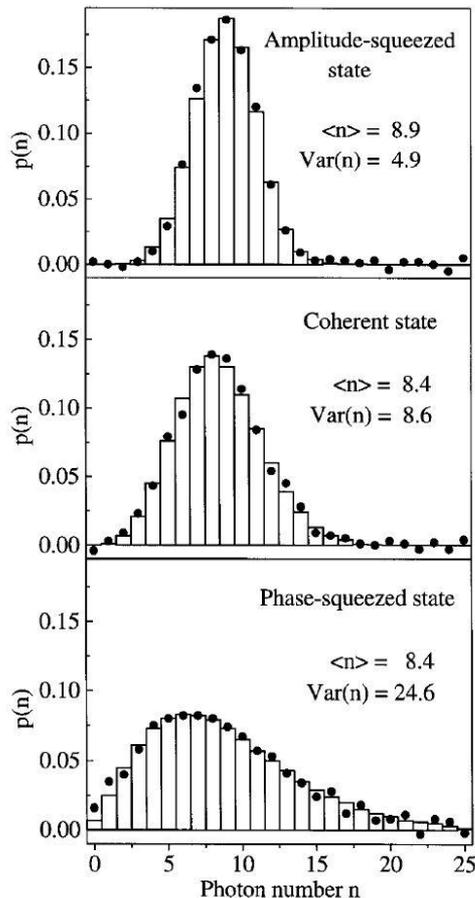 Amplitude-squeezed
state
<n> = 8.9
Var(n) = 4.9
p(n)
0.15
0.10
0.05
0.00
Coherent state
<n> = 8.4
Var(n) = 8.6
p(n)
0.15
0.10
0.05
0.00
Phase-squeezed state
<n> = 8.4
Var(n) = 24.6
p(n)
0.15
0.10
0.05
0.00
0 5 10 15 20 25
Photon number n